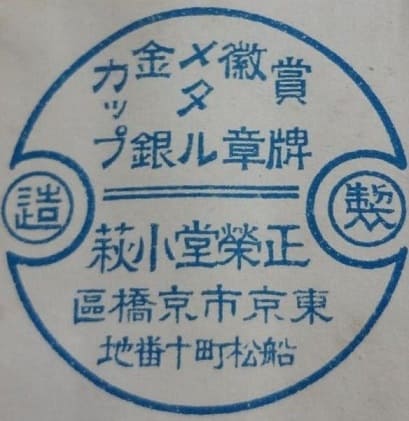 賞牌
徽章
メタル
金銀
カップ
製造
正榮堂小萩
東京市京橋區
船松町十番地